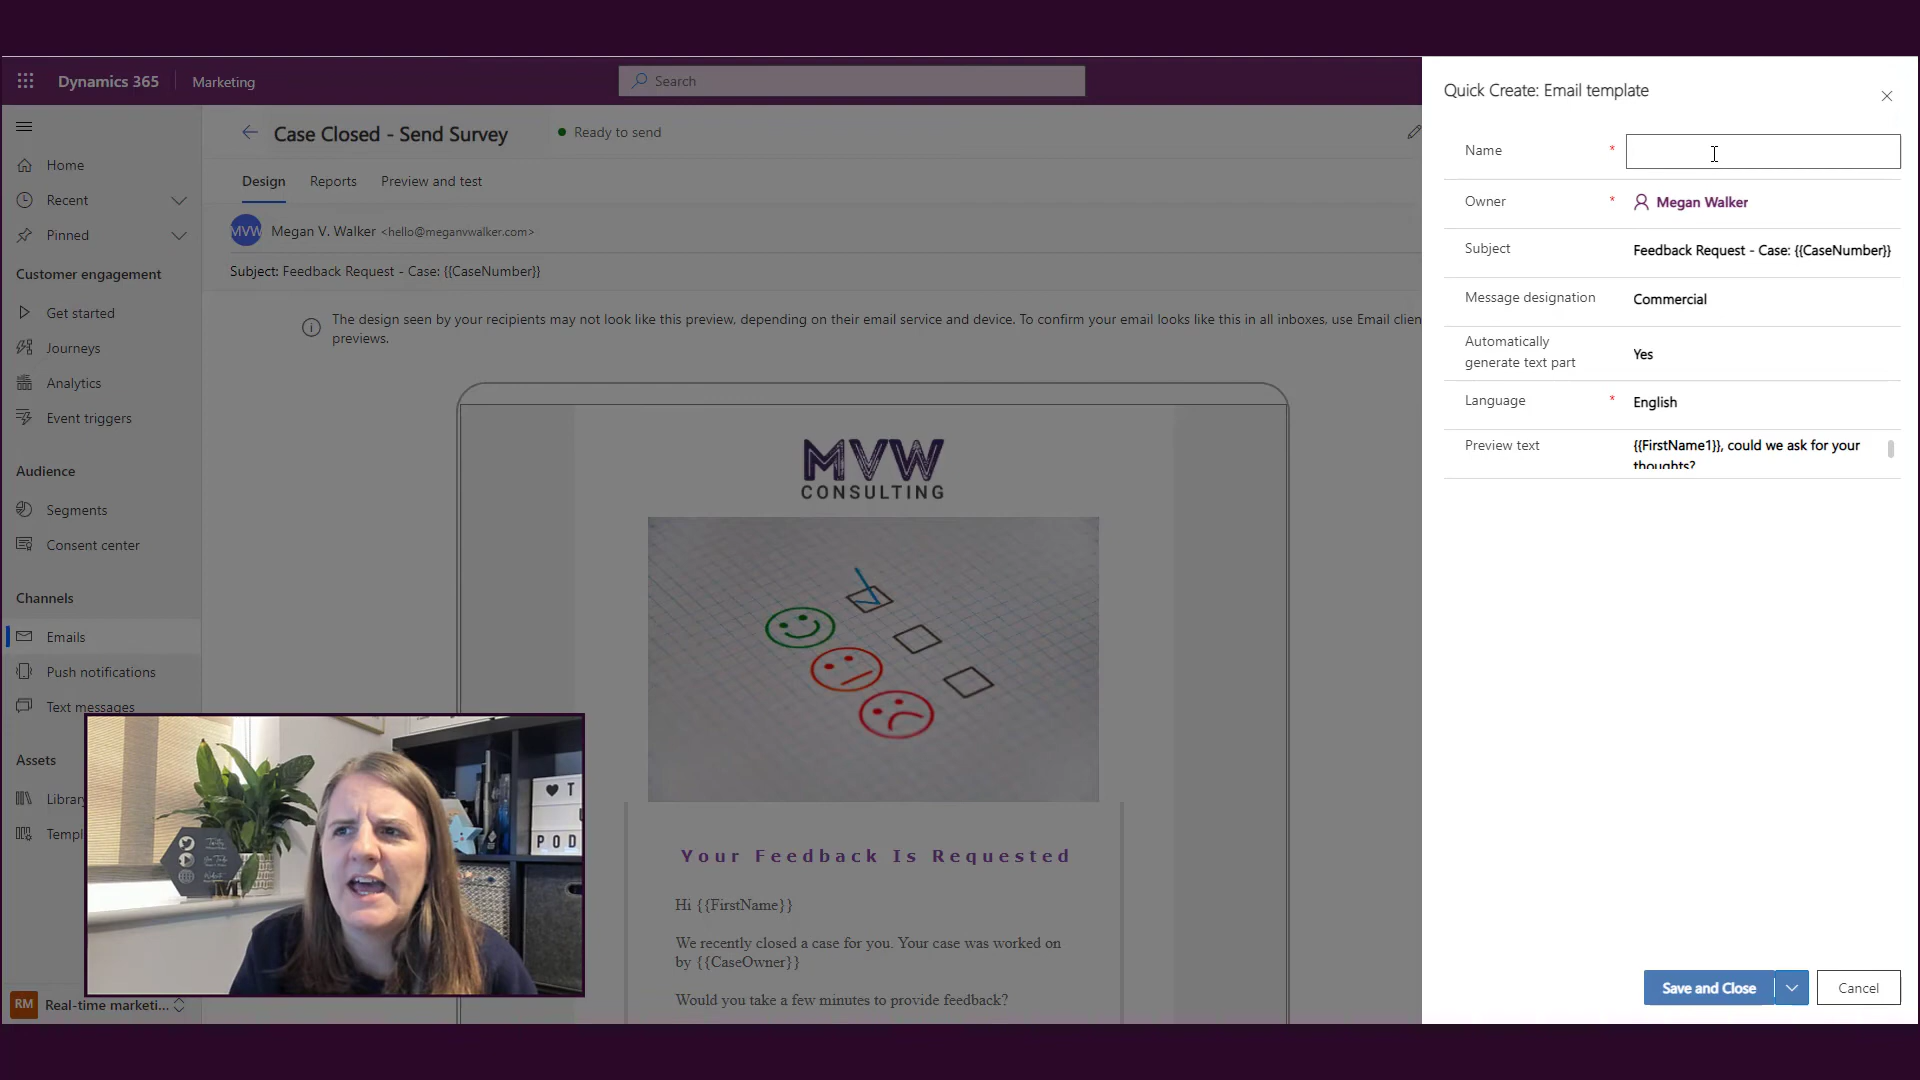 Dynamics 365
Marketing
Search
Home
Recent
Pinned
Customer engagement
Get started
Journeys
Analytics
Event triggers
Audience
Segments
Consent center
Channels
Emails
Push notifications
Text messages
Assets
Library
Templ
RM
Real-time marketi...
Case Closed - Send Survey
Ready to send
Design
Reports
Preview and test
MVW
Megan V. Walker <hello@meganvwalker.com>
Subject: Feedback Request - Case: {{CaseNumber}}
The design seen by your recipients may not look like this preview, depending on their email service and device. To confirm your email looks like this in all inboxes, use Email clien
previews.
MVW
CONSULTING
Your Feedback Is Requested
Hi {{FirstName}}
We recently closed a case for you. Your case was worked on
by {{CaseOwner}}
Would you take a few minutes to provide feedback?
Quick Create: Email template
Name *
Owner * Megan Walker
Subject Feedback Request - Case: {{CaseNumber}}
Message designation Commercial
Automatically
generate text part Yes
Language * English
Preview text {{FirstName1}}, could we ask for your
thoughts?
Save and Close
Cancel
T
POD